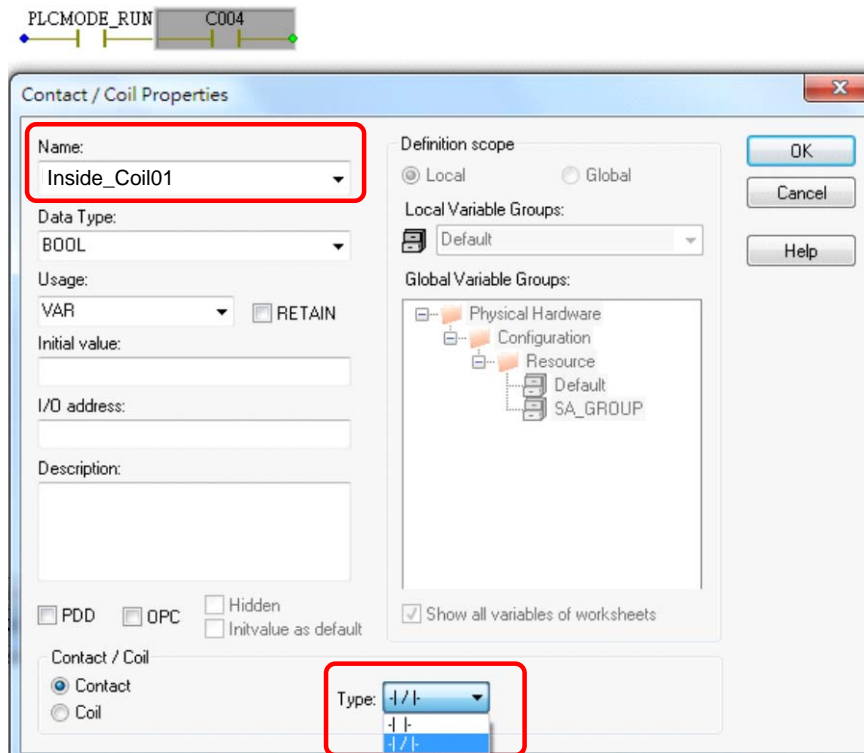 PLCMODE_RUN C004
Contact / Coil Properties
Name:
Inside_Coil01
Data Type:
BOOL
Usage:
VAR
RETAIN
Initial value:
I/O address:
Description:
PDD
OPC
Hidden
Initvalue as default
Definition scope
Local
Global
Local Variable Groups:
Default
Global Variable Groups:
Physical Hardware
Configuration
Resource
Default
SA_GROUP
Show all variables of worksheets
OK
Cancel
Help
Contact / Coil
Contact
Coil
Type: -| / |-
-| |-
-| / |-